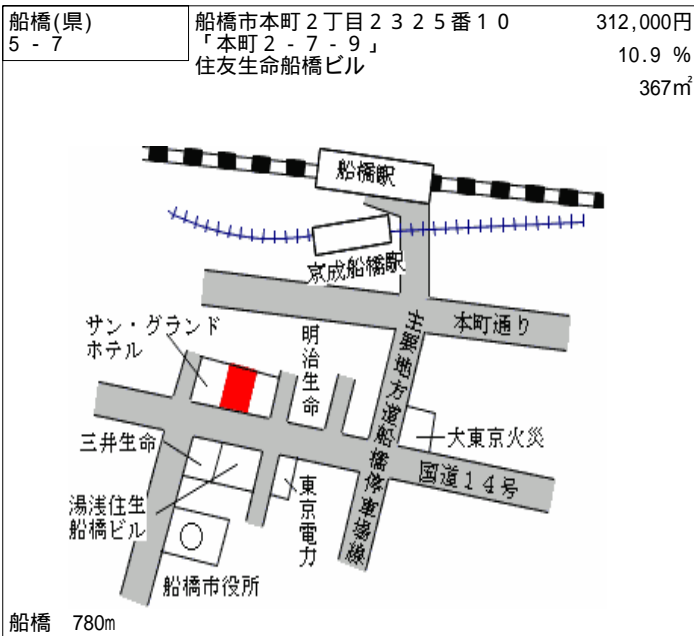 船橋(県)
5 - 7
船橋市本町２丁目２３２５番１０
「本町２-７-９」
住友生命船橋ビル
312,000円
10.9 %
367㎡
船橋駅
京成船橋駅
本町通り
サン・グランド
ホテル
明治生命
主要地方道船橋停車場線
大東京火災
三井生命
国道１４号
湯浅住生
船橋ビル
東京電力
船橋市役所
船橋 780m